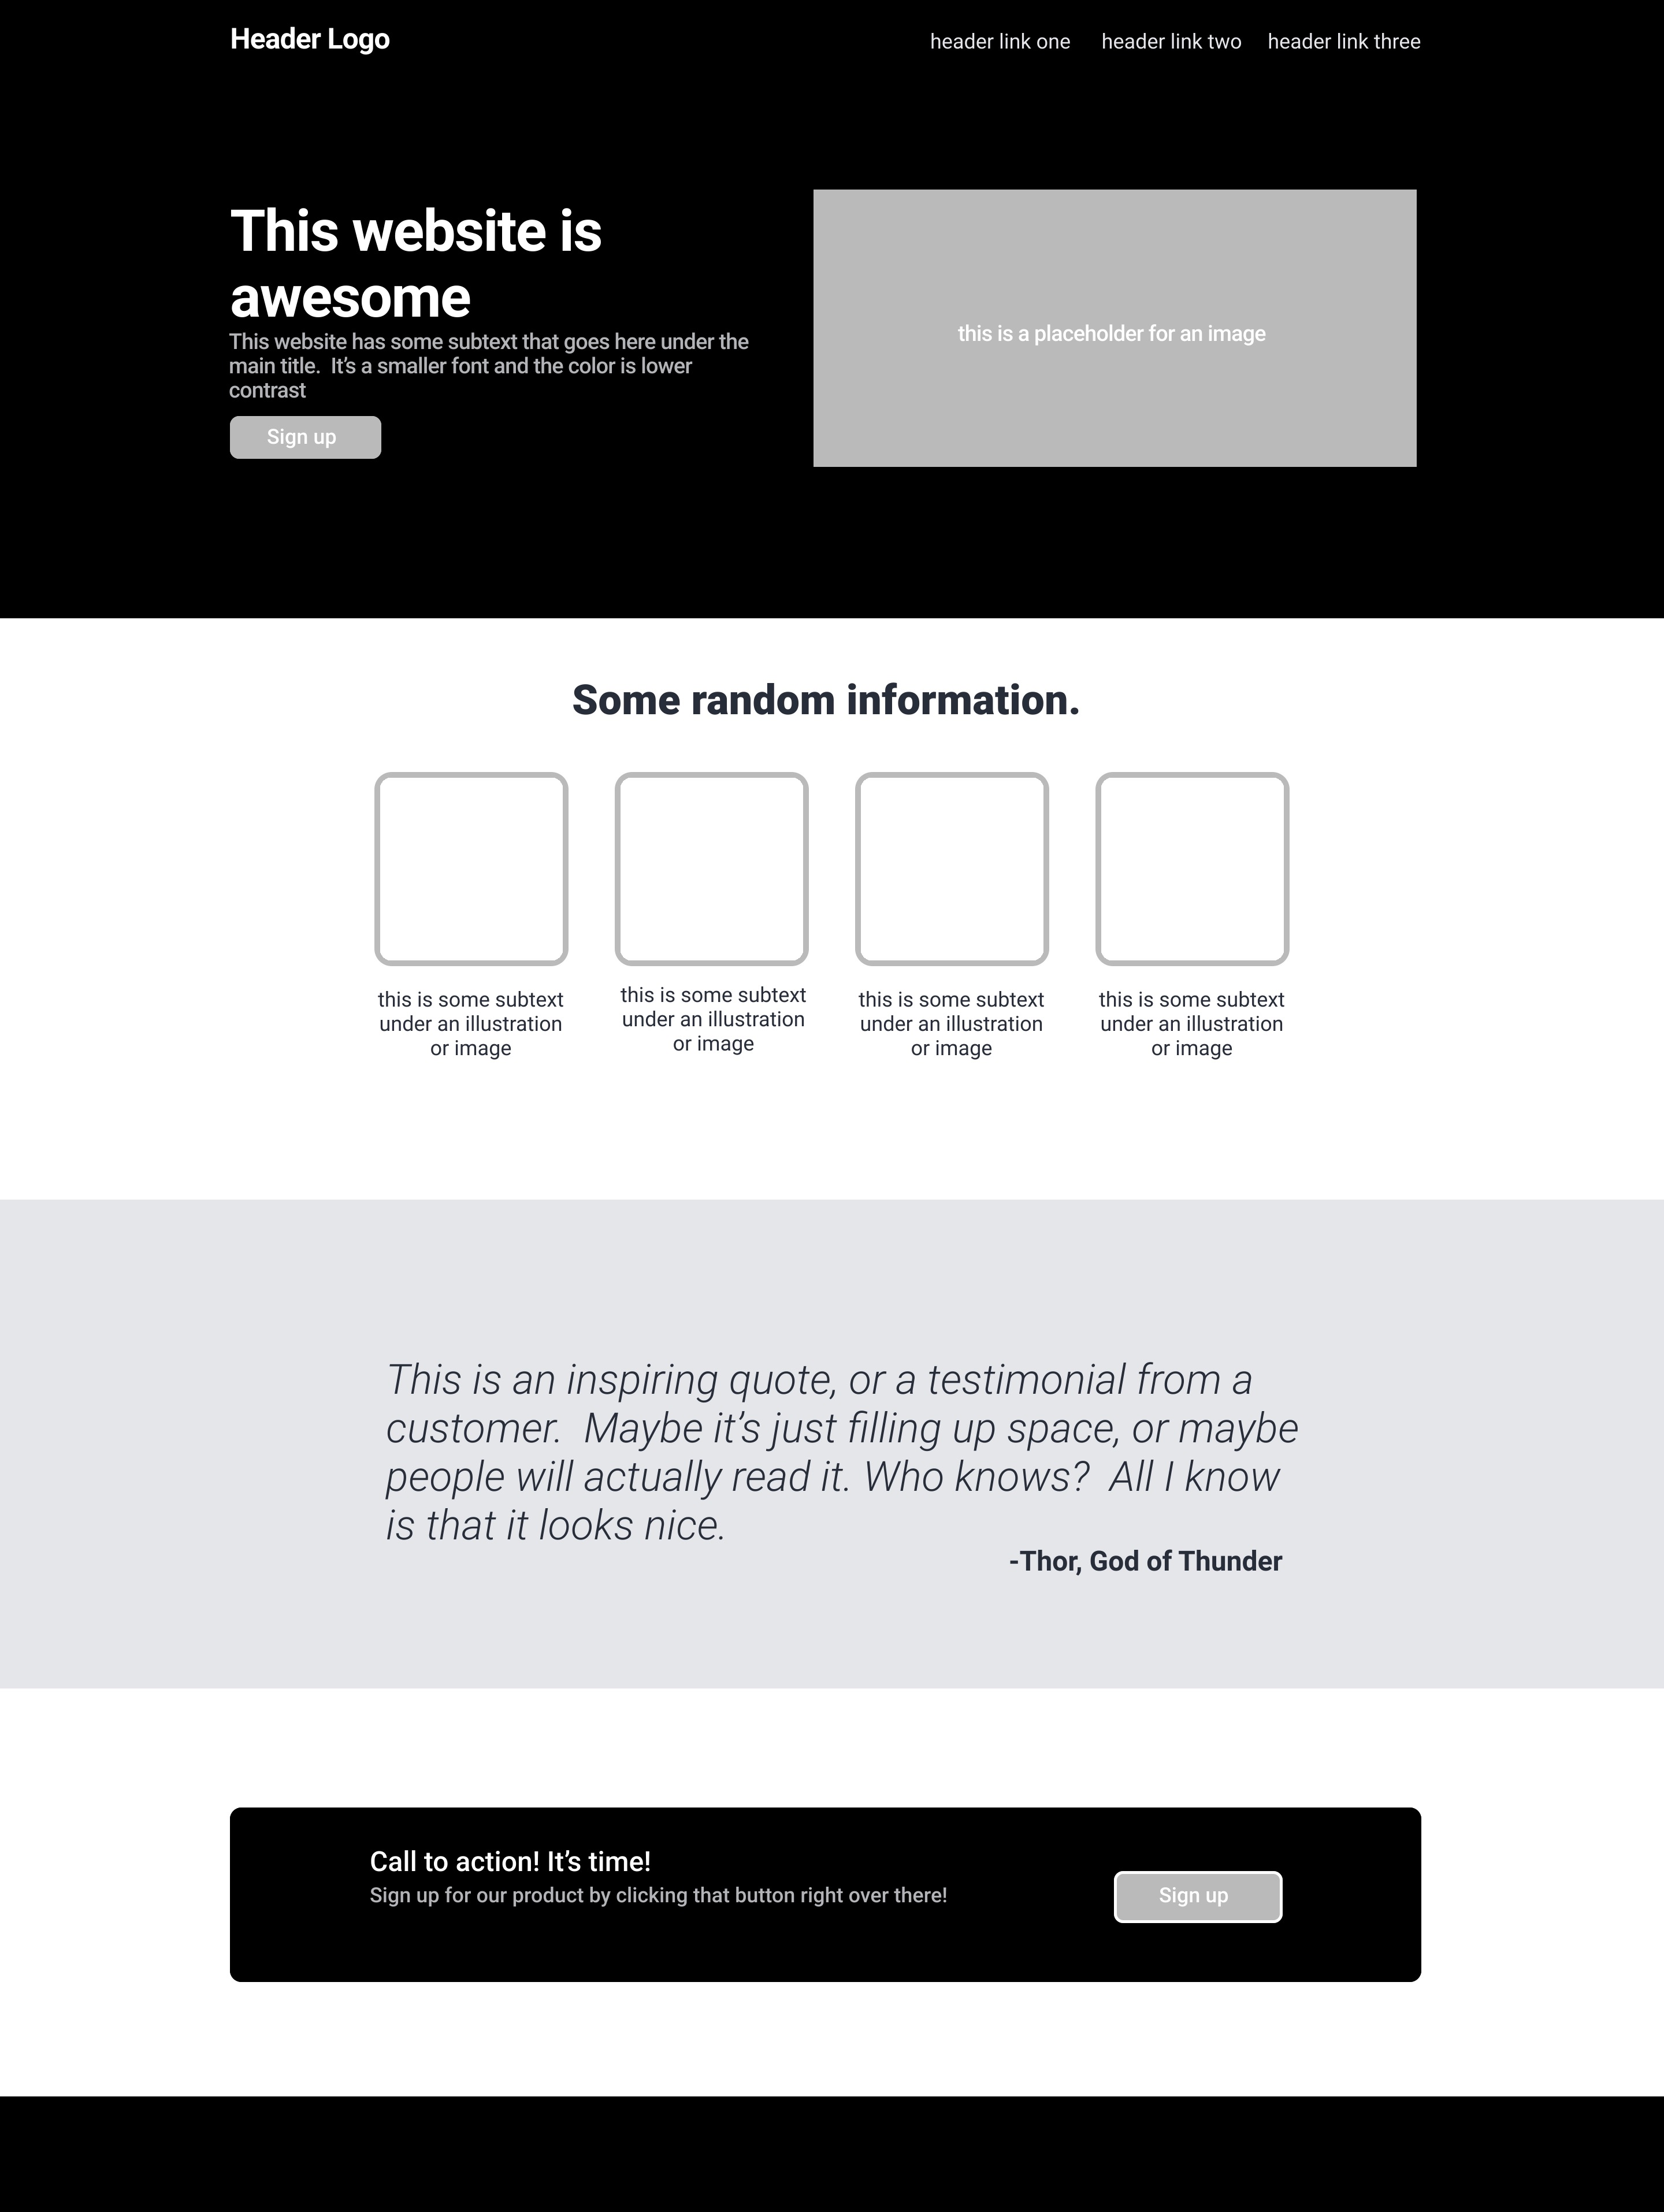 Header Logo
header link one
header link two
header link three
This website is
awesome
This website has some subtext that goes here under the
main title.  It’s a smaller font and the color is lower
contrast
Sign up
this is a placeholder for an image
Some random information.
this is some subtext
under an illustration
or image
this is some subtext
under an illustration
or image
this is some subtext
under an illustration
or image
this is some subtext
under an illustration
or image
This is an inspiring quote, or a testimonial from a
customer.  Maybe it’s just filling up space, or maybe
people will actually read it. Who knows?  All I know
is that it looks nice.
-Thor, God of Thunder
Call to action! It’s time!
Sign up for our product by clicking that button right over there!
Sign up